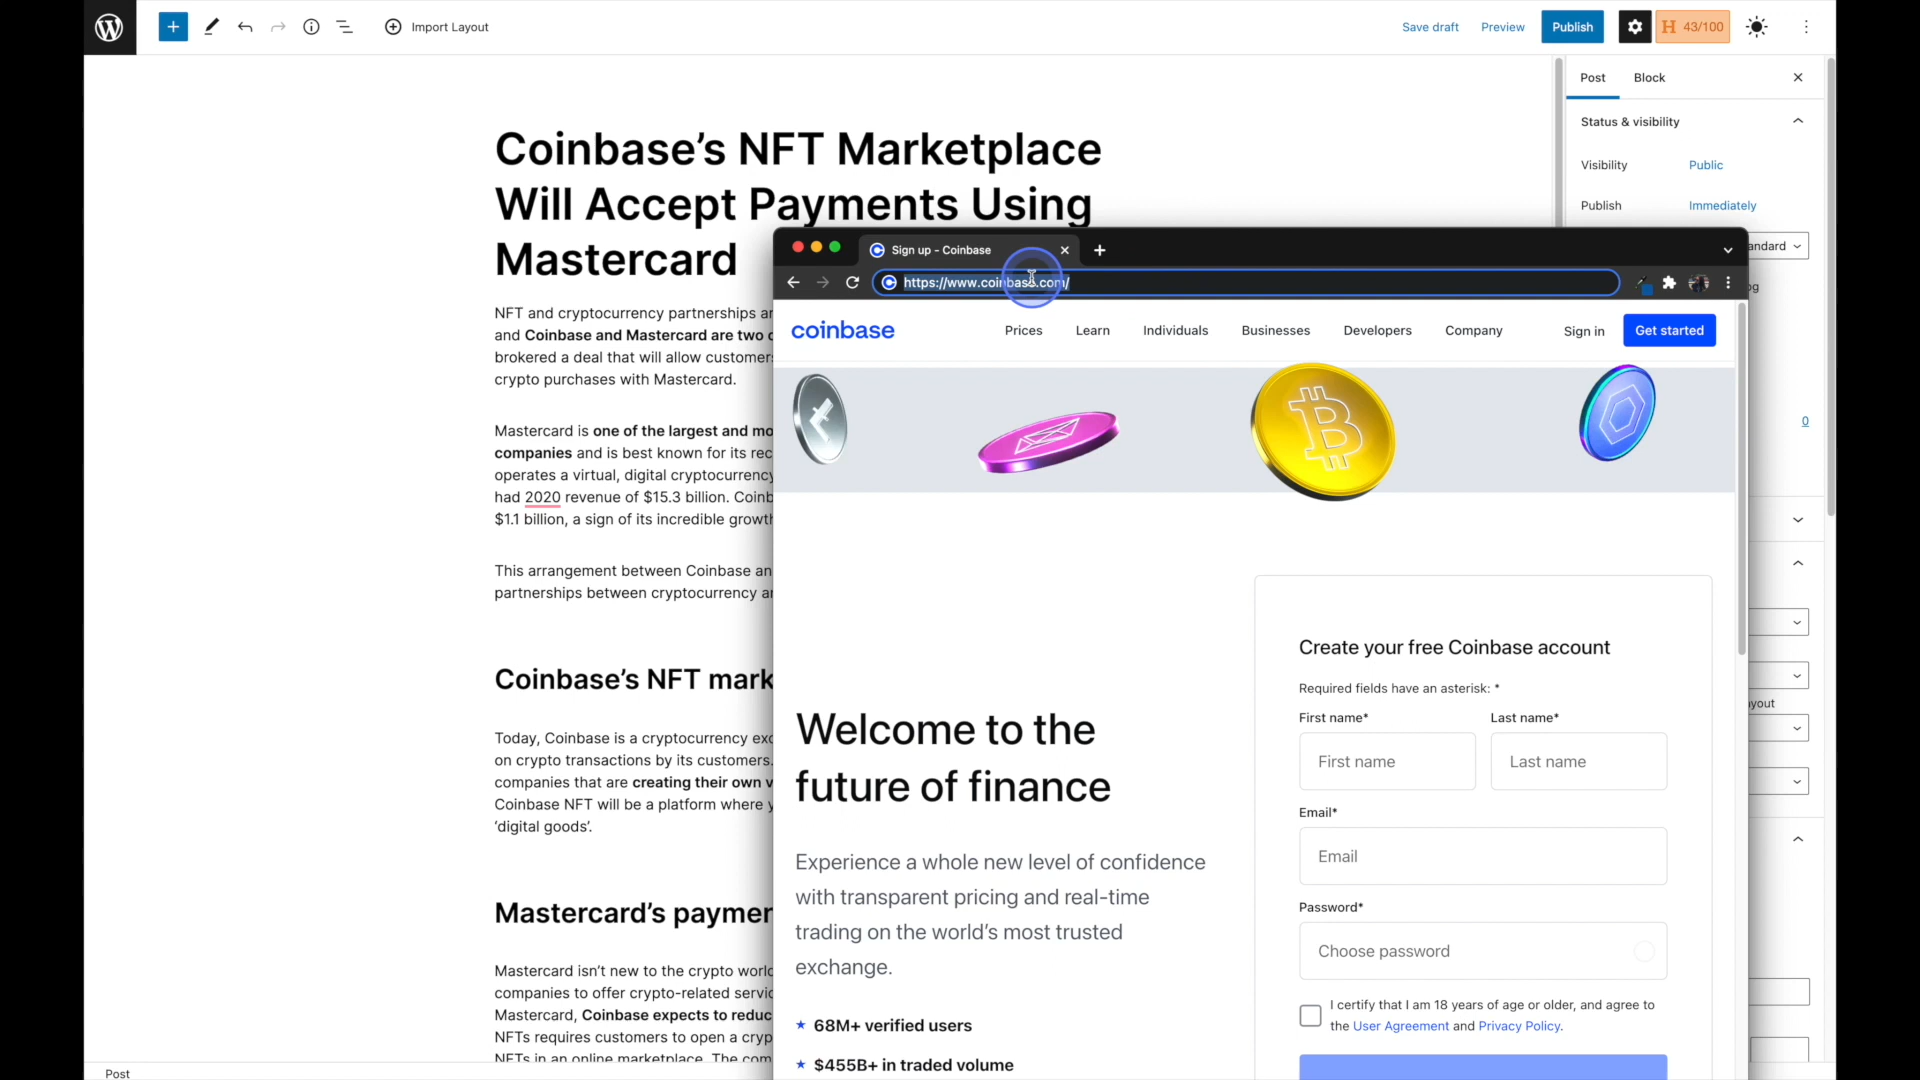 Import Layout
Save draft
Preview
Publish
H 43/100
Post
Block
Status & visibility
Visibility
Public
Publish
Immediately
Coinbase’s NFT Marketplace
Will Accept Payments Using
Mastercard
NFT and cryptocurrency partnerships
and Coinbase and Mastercard are two
brokered a deal that will allow customers
crypto purchases with Mastercard.
Mastercard is one of the largest and
companies and is best known for its
operates a virtual, digital cryptocurrency
had 2020 revenue of $15.3 billion.
$1.1 billion, a sign of its incredible growth
This arrangement between Coinbase
partnerships between cryptocurrency
Coinbase’s NFT
Today, Coinbase is a cryptocurrency
on crypto transactions by its customers.
companies that are creating their own
Coinbase NFT will be a platform where
‘digital goods’.
Mastercard’s
Mastercard isn’t new to the crypto world
companies to offer crypto-related
Mastercard, Coinbase expects to
NFTs requires customers to open a
NFTs in an online marketplace. The
Post
0
Sign up - Coinbase
https://www.coinbase.com/
coinbase
Prices
Learn
Individuals
Businesses
Developers
Company
Sign in
Get started
Welcome to the
future of finance
Experience a whole new level of confidence
with transparent pricing and real-time
trading on the world’s most trusted
exchange.
68M+ verified users
$455B+ in traded volume
Create your free Coinbase account
Required fields have an asterisk: *
First name*
Last name*
First name
Last name
Email*
Email
Password*
Choose password
I certify that I am 18 years of age or older, and agree to
the User Agreement and Privacy Policy.